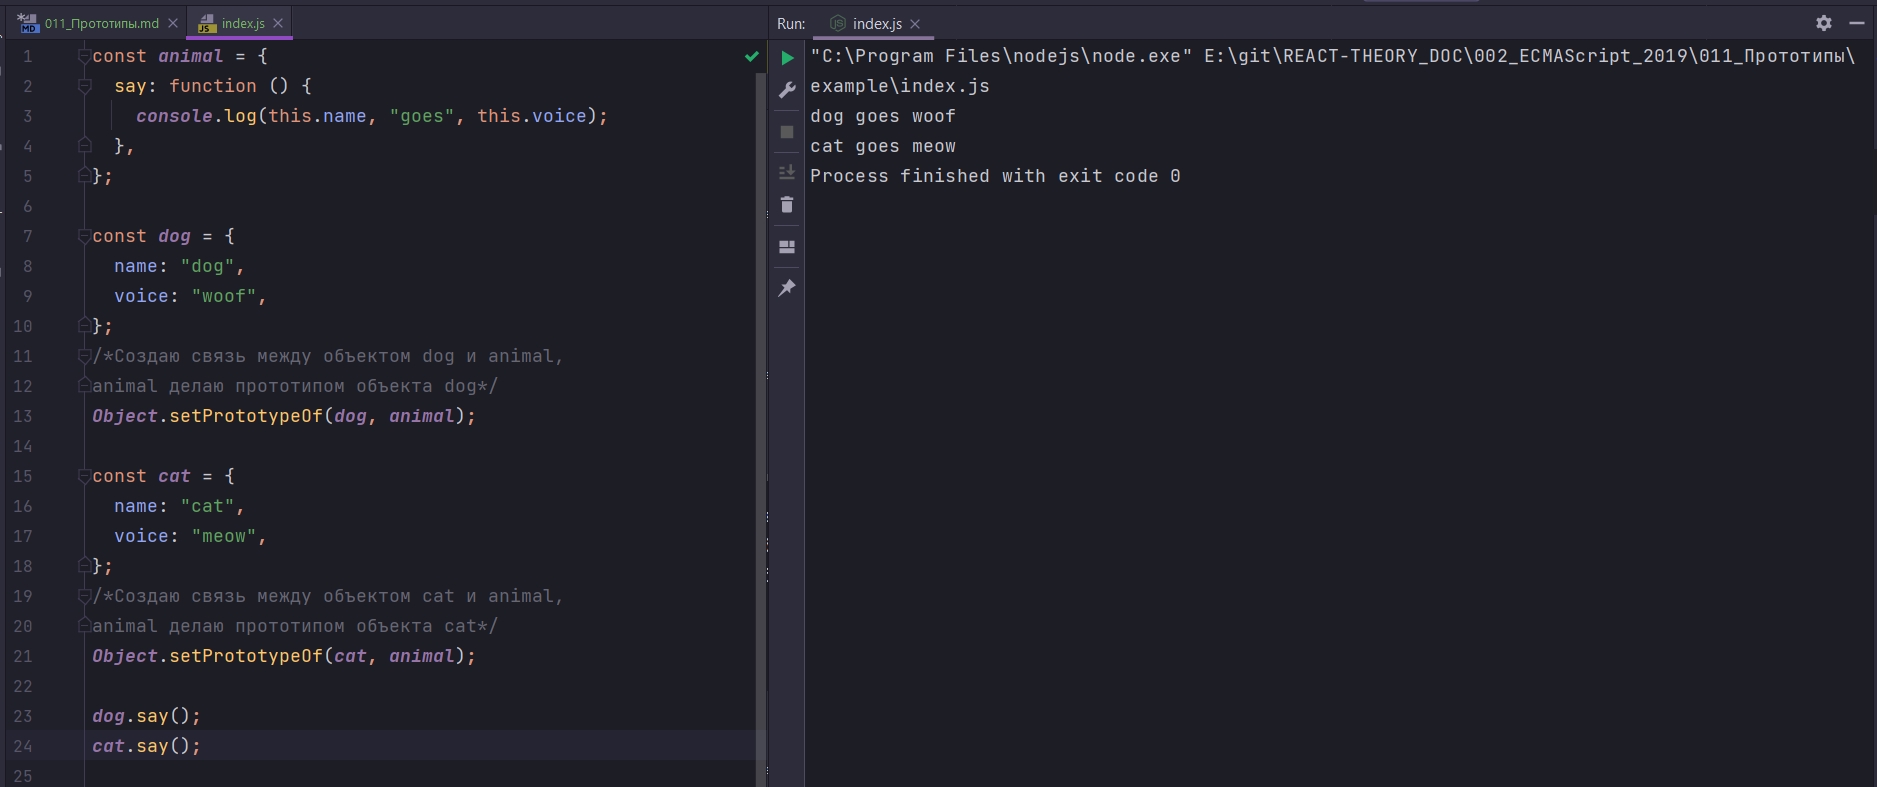 011_Прототипы.md
index.js
1 const animal = {
2 say: function () {
3 console.log(this.name, "goes", this.voice);
4 },
5 };
6
7 const dog = {
8 name: "dog",
9 voice: "woof",
10 };
11 /*Создаю связь между объектом dog и animal,
12 animal делаю прототипом объекта dog*/
13 Object.setPrototypeOf(dog, animal);
14
15 const cat = {
16 name: "cat",
17 voice: "meow",
18 };
19 /*Создаю связь между объектом cat и animal,
20 animal делаю прототипом объекта cat*/
21 Object.setPrototypeOf(cat, animal);
22
23 dog.say();
24 cat.say();
25
Run: index.js
"C:\Program Files\nodejs\node.exe" E:\git\REACT-THEORY_DOC\002_ECMAScript_2019\011_Прототипы\
example\index.js
dog goes woof
cat goes meow
Process finished with exit code 0